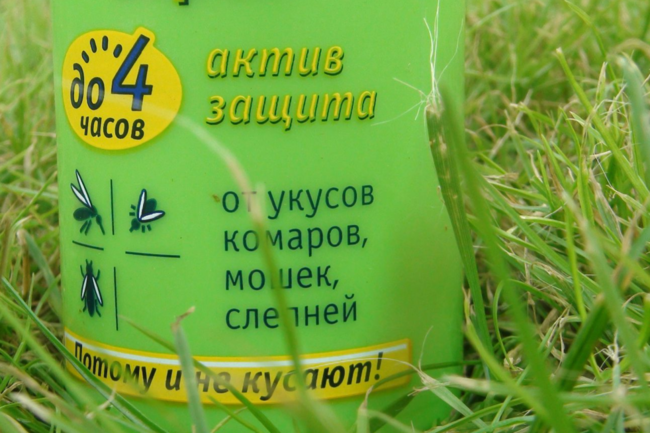 до 4
часов
актив
защита
от укусов
комаров,
мошек,
слепней
Потому и не кусают!